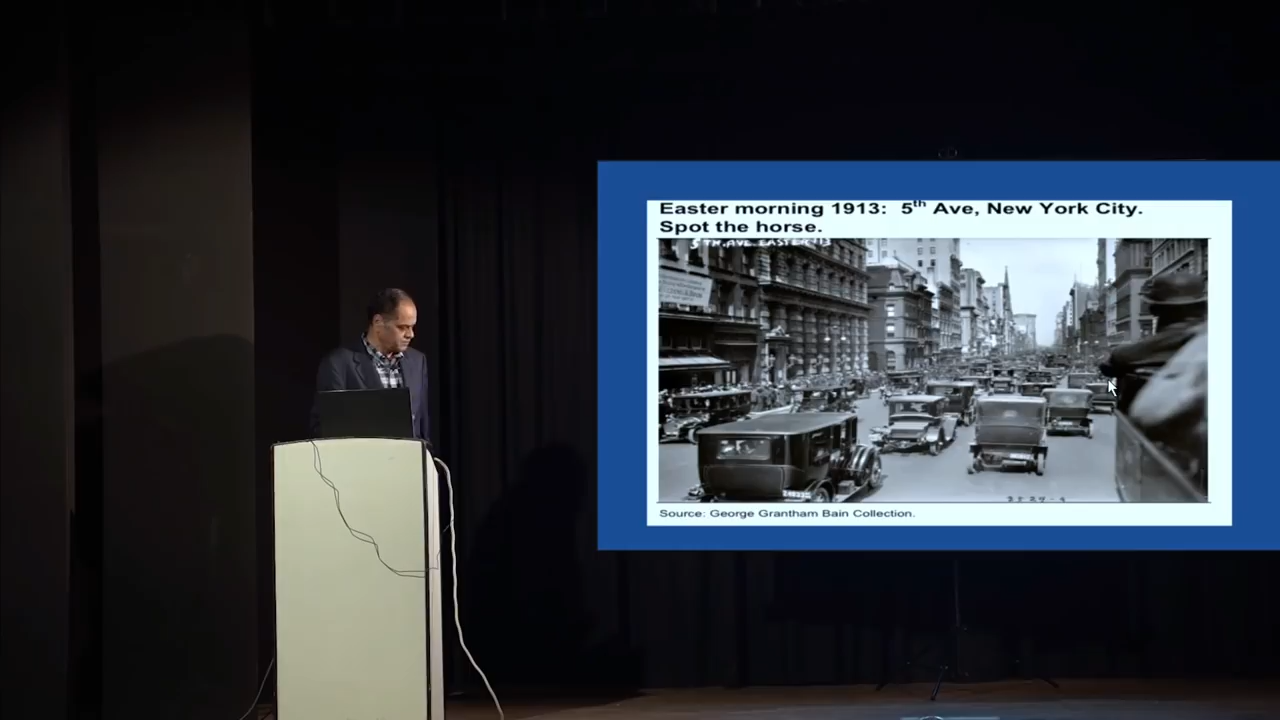 Easter morning 1913: 5th Ave, New York City.
Spot the horse.
5TH. AVE. EASTER '13
Source: George Grantham Bain Collection.